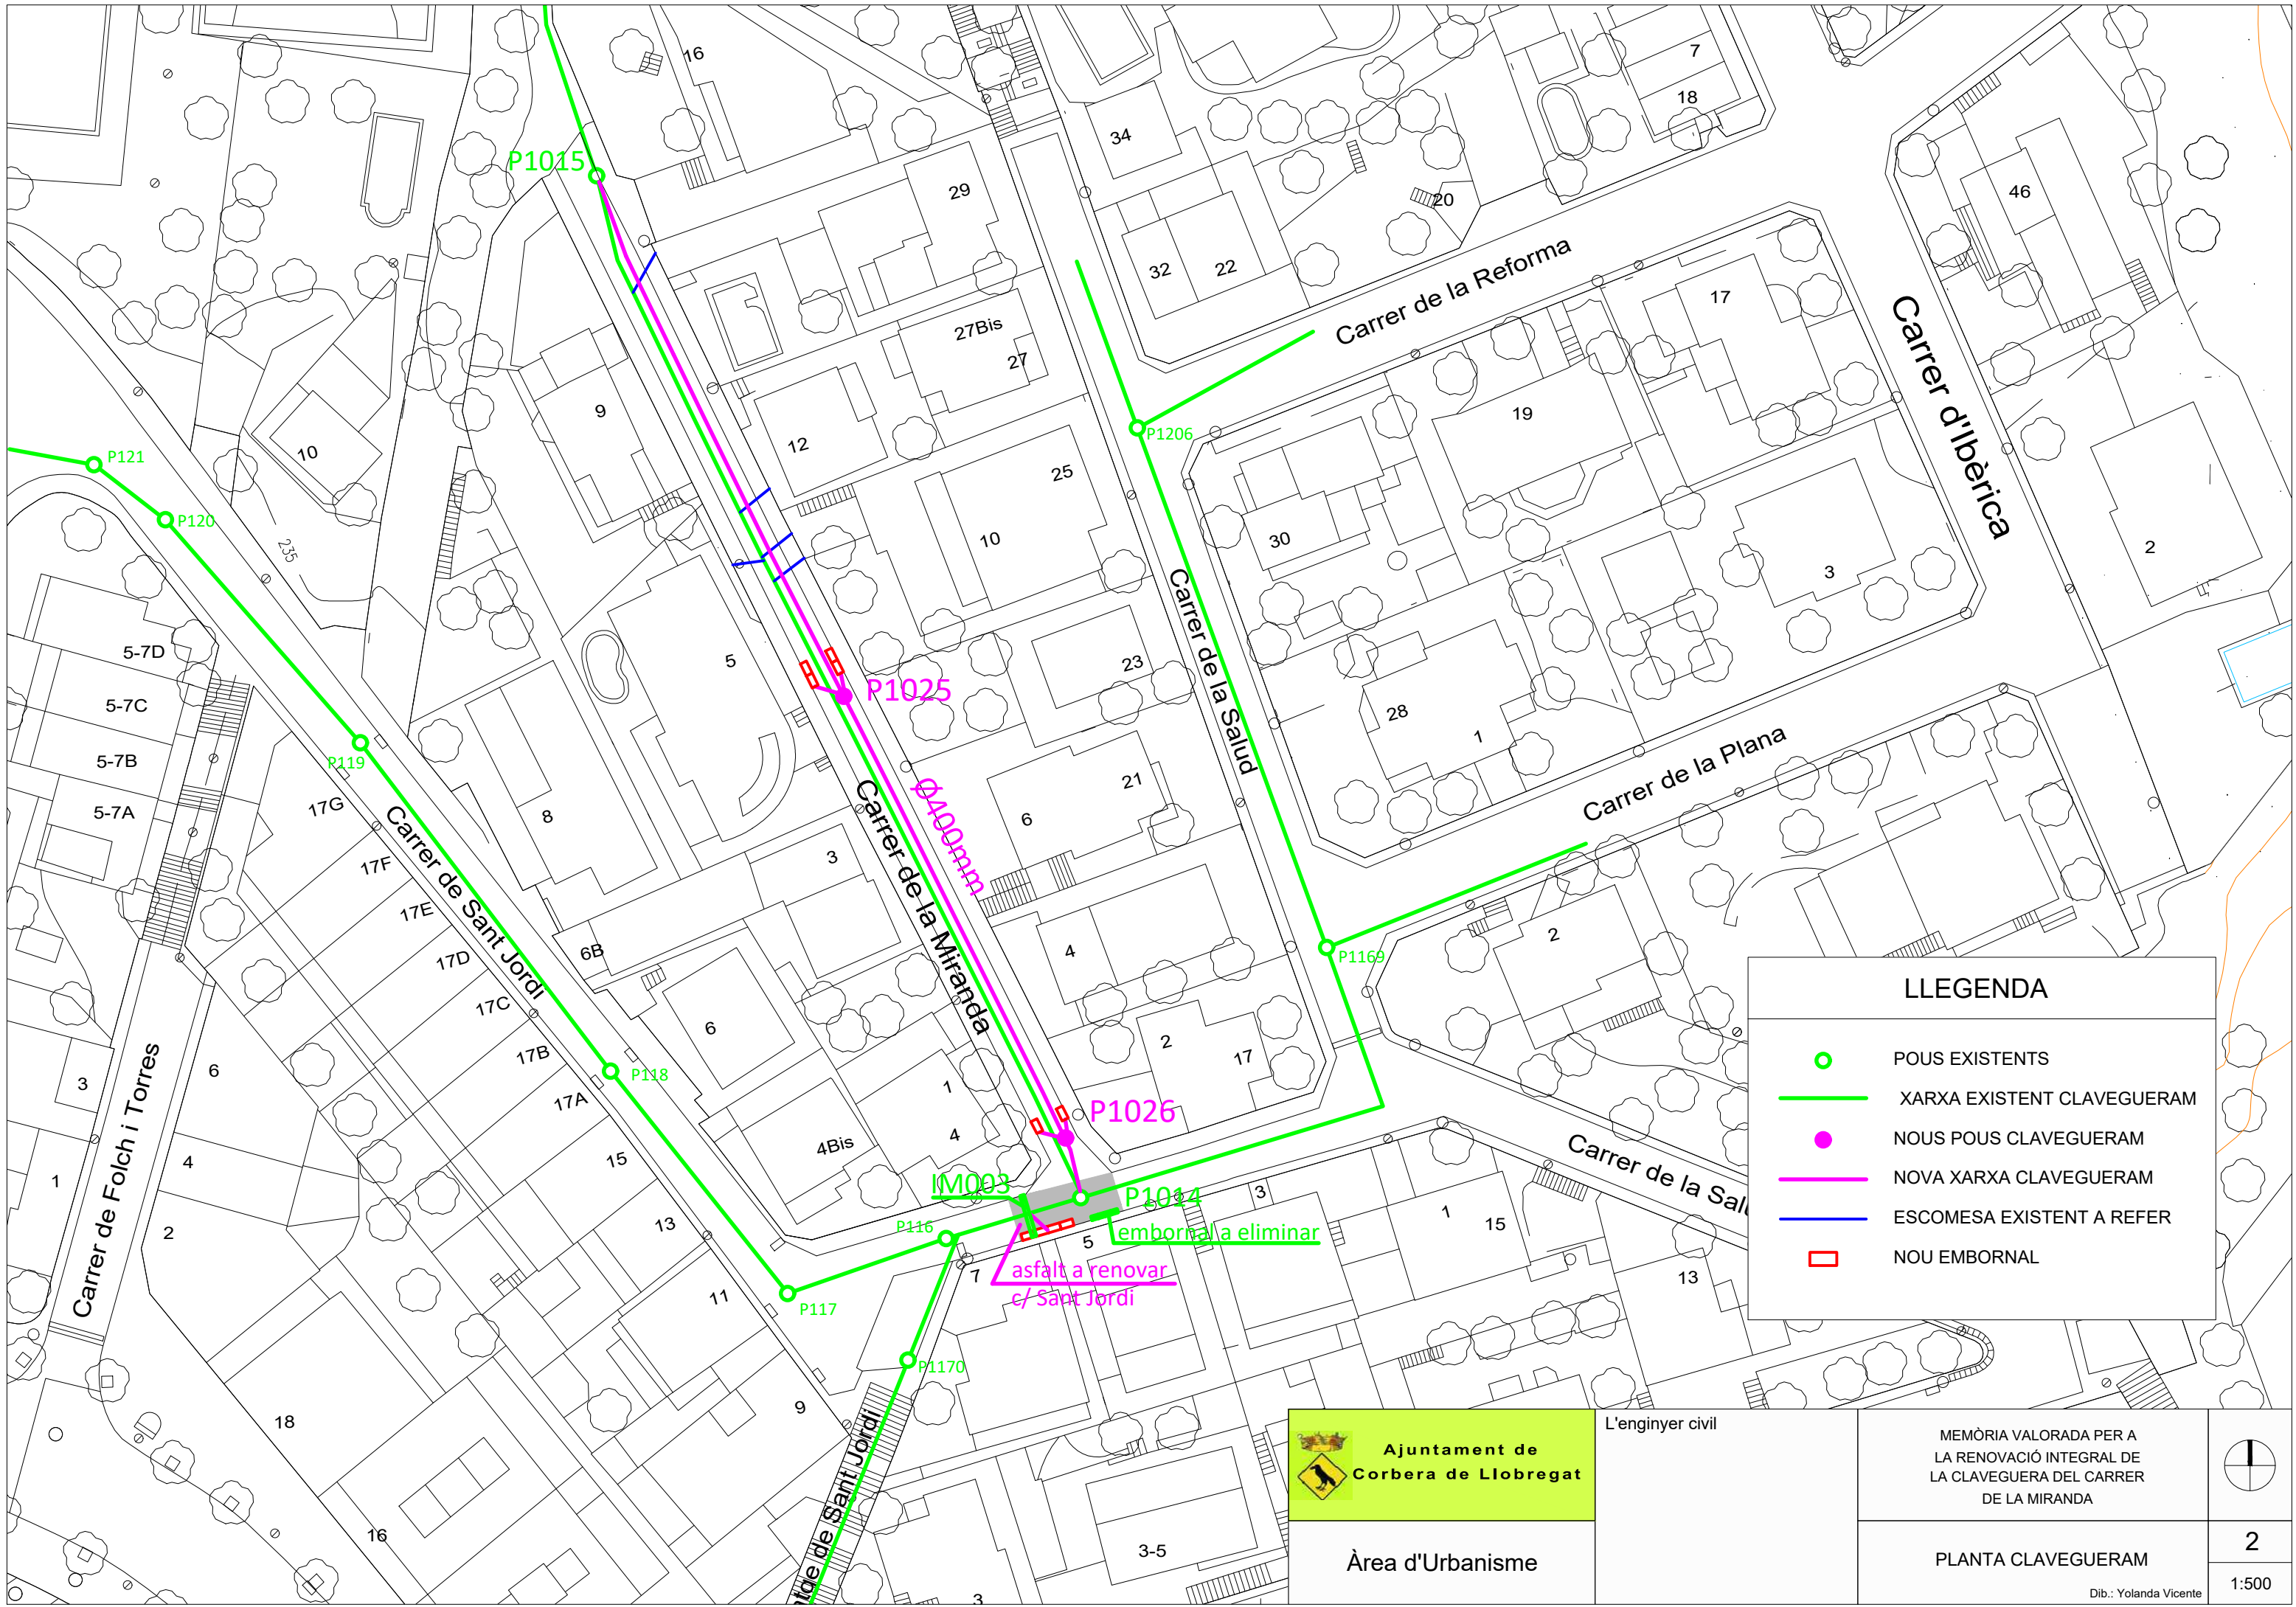 16
7
18
34
P1015
29
20
46
32
22
Carrer de la Reforma
17
27Bis
27
Carrer d'Ibèrica
9
19
P1206
12
10
25
P121
P120
235
10
30
2
3
Carrer de la Salud
5-7D
5
23
P1025
5-7C
28
1
Carrer de la Plana
5-7B
P119
21
17G
5-7A
8
6
Ø400mm
Carrer de la Miranda
Carrer de Sant Jordi
3
17F
17E
2
6B
4
P1169
17D
17C
6
2
17
17B
P118
3
6
17A
1
P1026
4Bis
4
15
4
1
Carrer de Folch i Torres
IM003
P1014
3
1
15
2
13
P116
embornal a eliminar
5
7
asfalt a renovar
c/ Sant Jordi
13
11
P117
P1170
9
18
16
3-5
3
LLEGENDA
POUS EXISTENTS
XARXA EXISTENT CLAVEGUERAM
NOUS POUS CLAVEGUERAM
NOVA XARXA CLAVEGUERAM
ESCOMESA EXISTENT A REFER
NOU EMBORNAL
Carrer de la
de Sant Jordi
Ajuntament de
Corbera de Llobregat
Àrea d'Urbanisme
L'enginyer civil
MEMÒRIA VALORADA PER A
LA RENOVACIÓ INTEGRAL DE
LA CLAVEGUERA DEL CARRER
DE LA MIRANDA
PLANTA CLAVEGUERAM
Dib.: Yolanda Vicente
2
1:500